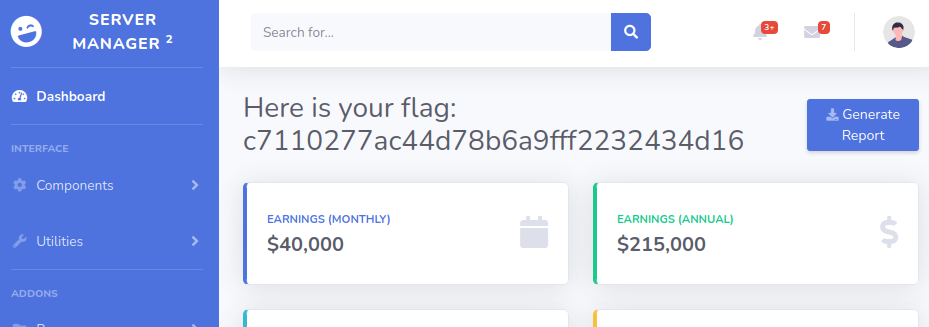 SERVER
MANAGER 2
Search for...
3+
7
Dashboard
Here is your flag:
c7110277ac44d78b6a9fff2232434d16
Generate
Report
INTERFACE
Components
Utilities
EARNINGS (MONTHLY)
$40,000
EARNINGS (ANNUAL)
$215,000
ADDONS